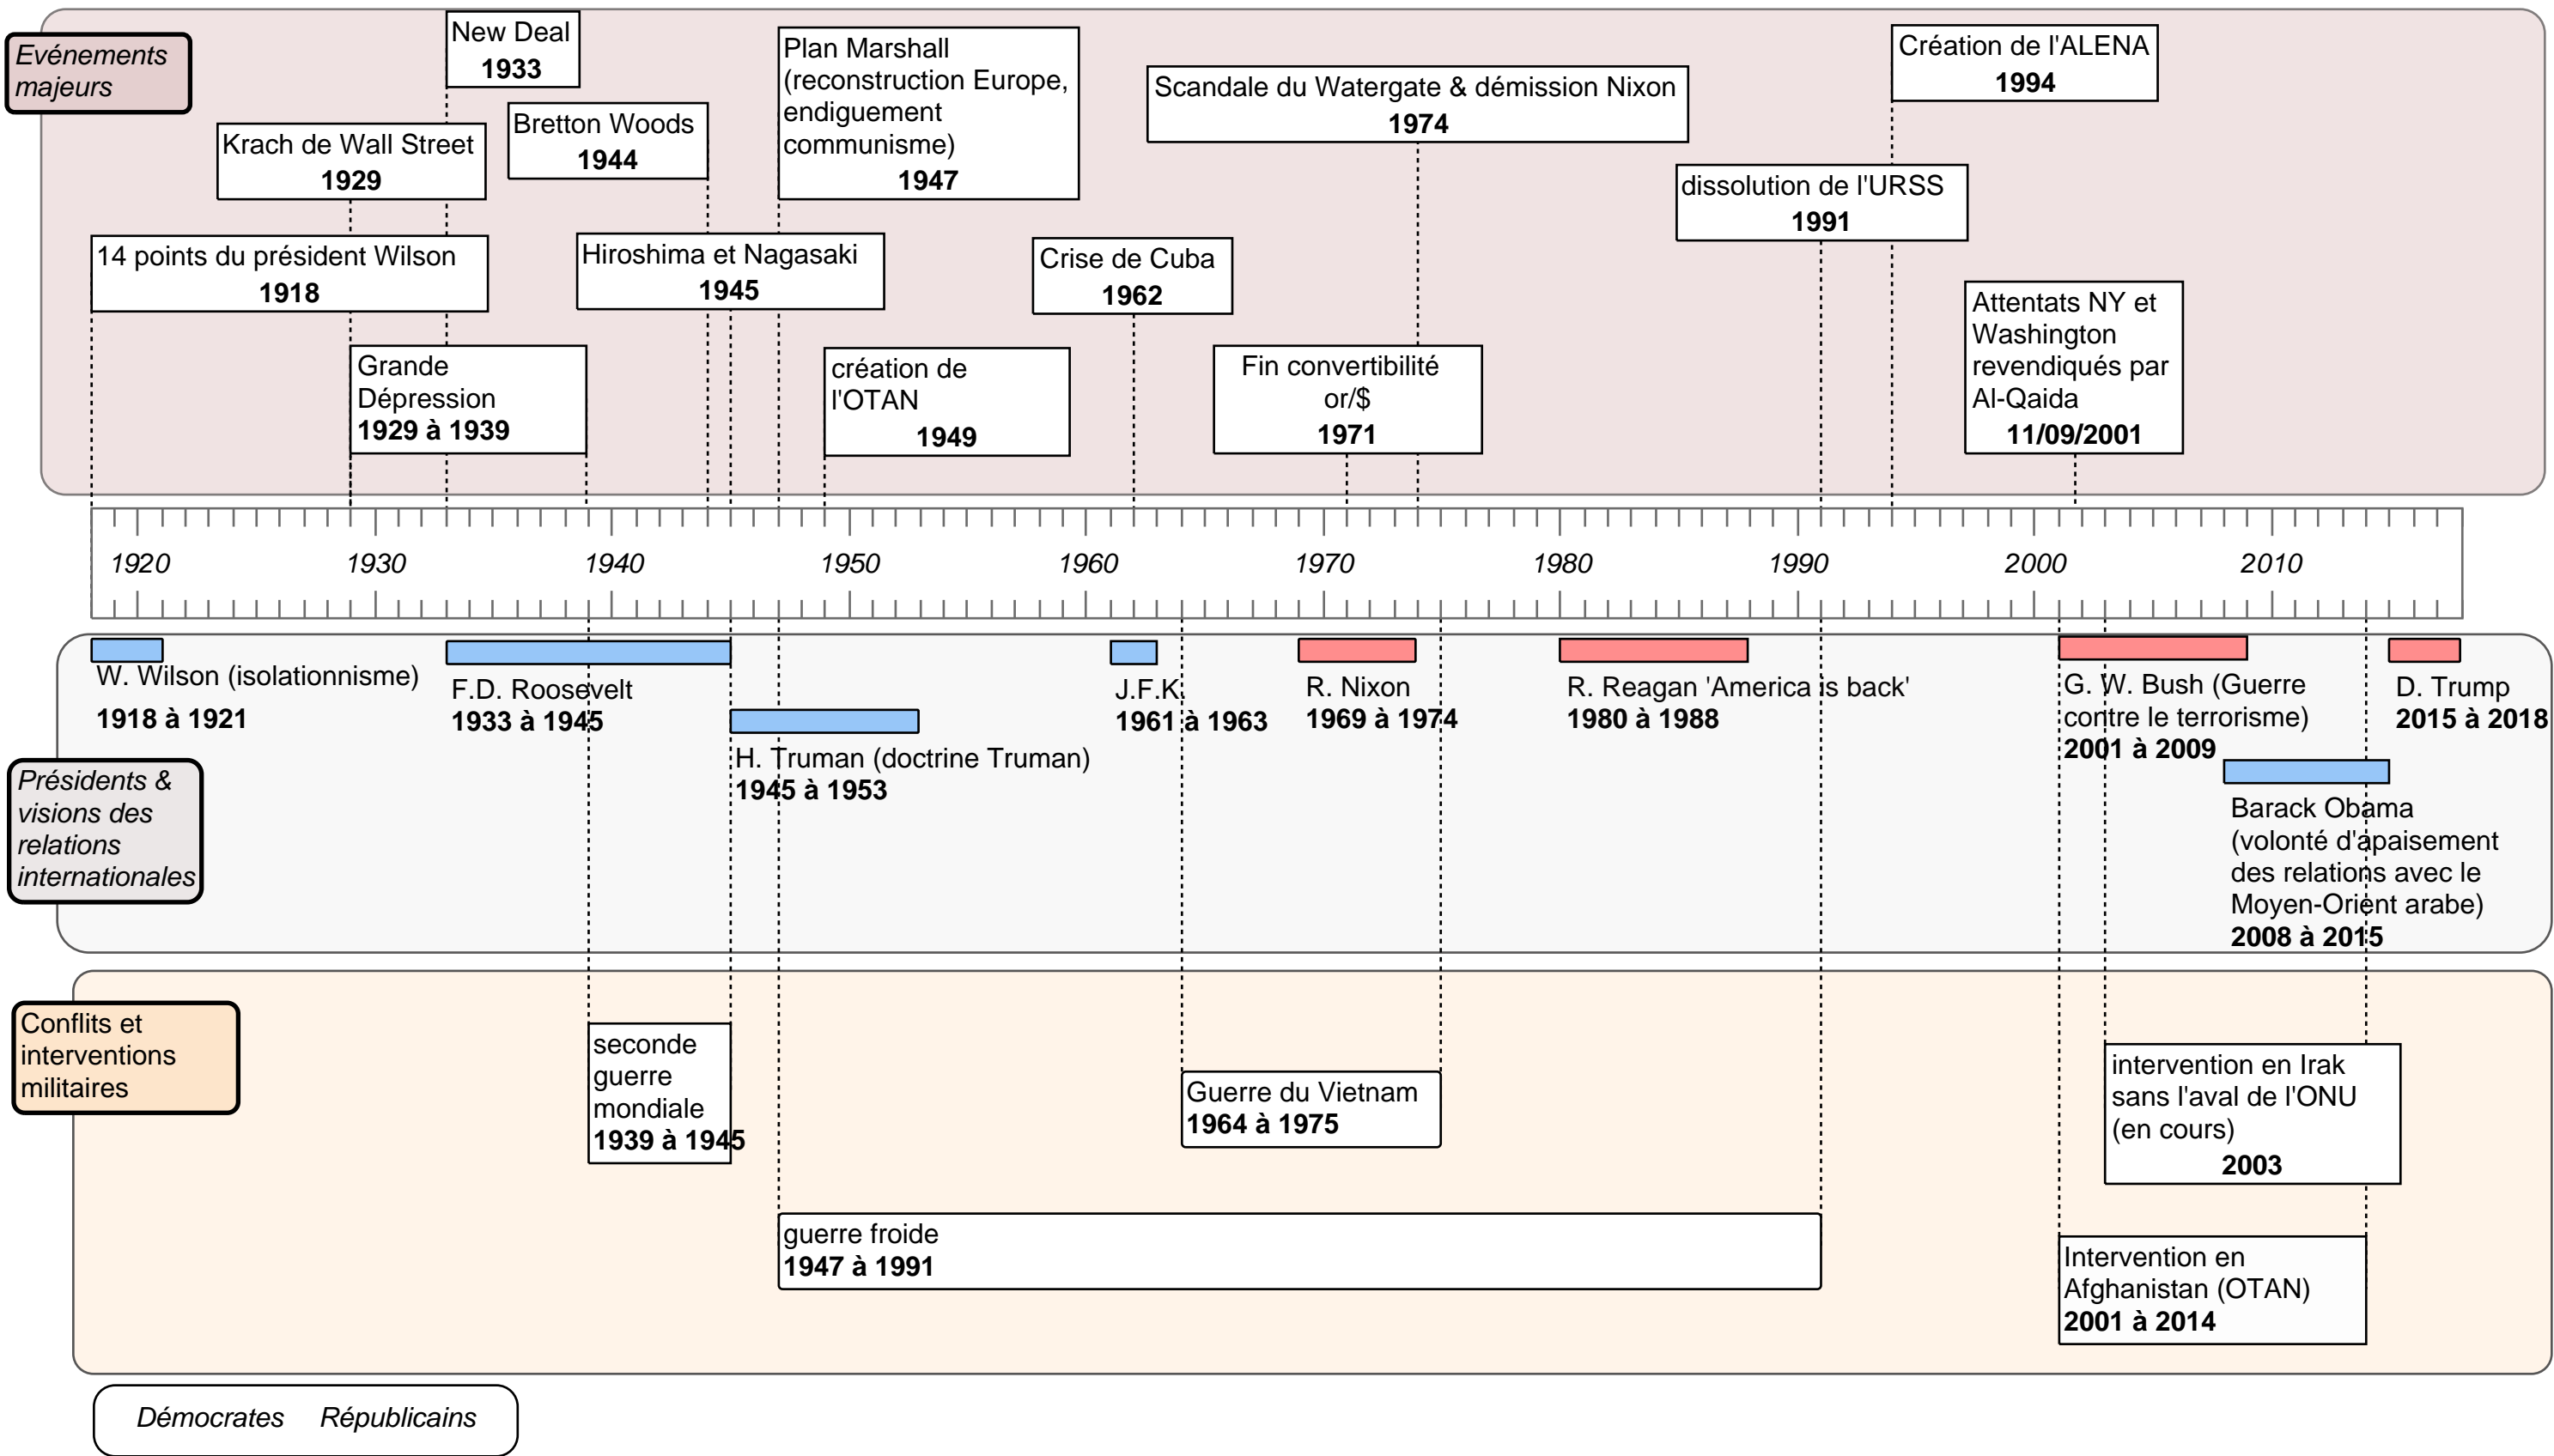 Evénements
majeurs
New Deal
1933
Krach de Wall Street
1929
14 points du président Wilson
1918
Grande
Dépression
1929 à 1939
Bretton Woods
1944
Hiroshima et Nagasaki
1945
Plan Marshall
(reconstruction Europe,
endiguement
communisme)
1947
création de
l'OTAN
1949
Crise de Cuba
1962
Scandale du Watergate & démission Nixon
1974
Fin convertibilité
or/$
1971
dissolution de l'URSS
1991
Création de l'ALENA
1994
Attentats NY et
Washington
revendiqués par
Al-Qaida
11/09/2001
1920 1930 1940 1950 1960 1970 1980 1990 2000 2010
Présidents &
visions des
relations
internationales
W. Wilson (isolationnisme)
1918 à 1921
F.D. Roosevelt
1933 à 1945
H. Truman (doctrine Truman)
1945 à 1953
J.F.K.
1961 à 1963
R. Nixon
1969 à 1974
R. Reagan 'America is back'
1980 à 1988
G. W. Bush (Guerre
contre le terrorisme)
2001 à 2009
Barack Obama
(volonté d'apaisement
des relations avec le
Moyen-Orient arabe)
2008 à 2015
D. Trump
2015 à 2018
Conflits et
interventions
militaires
seconde
guerre
mondiale
1939 à 1945
guerre froide
1947 à 1991
Guerre du Vietnam
1964 à 1975
intervention en Irak
sans l'aval de l'ONU
(en cours)
2003
Intervention en
Afghanistan (OTAN)
2001 à 2014
Démocrates Républicains